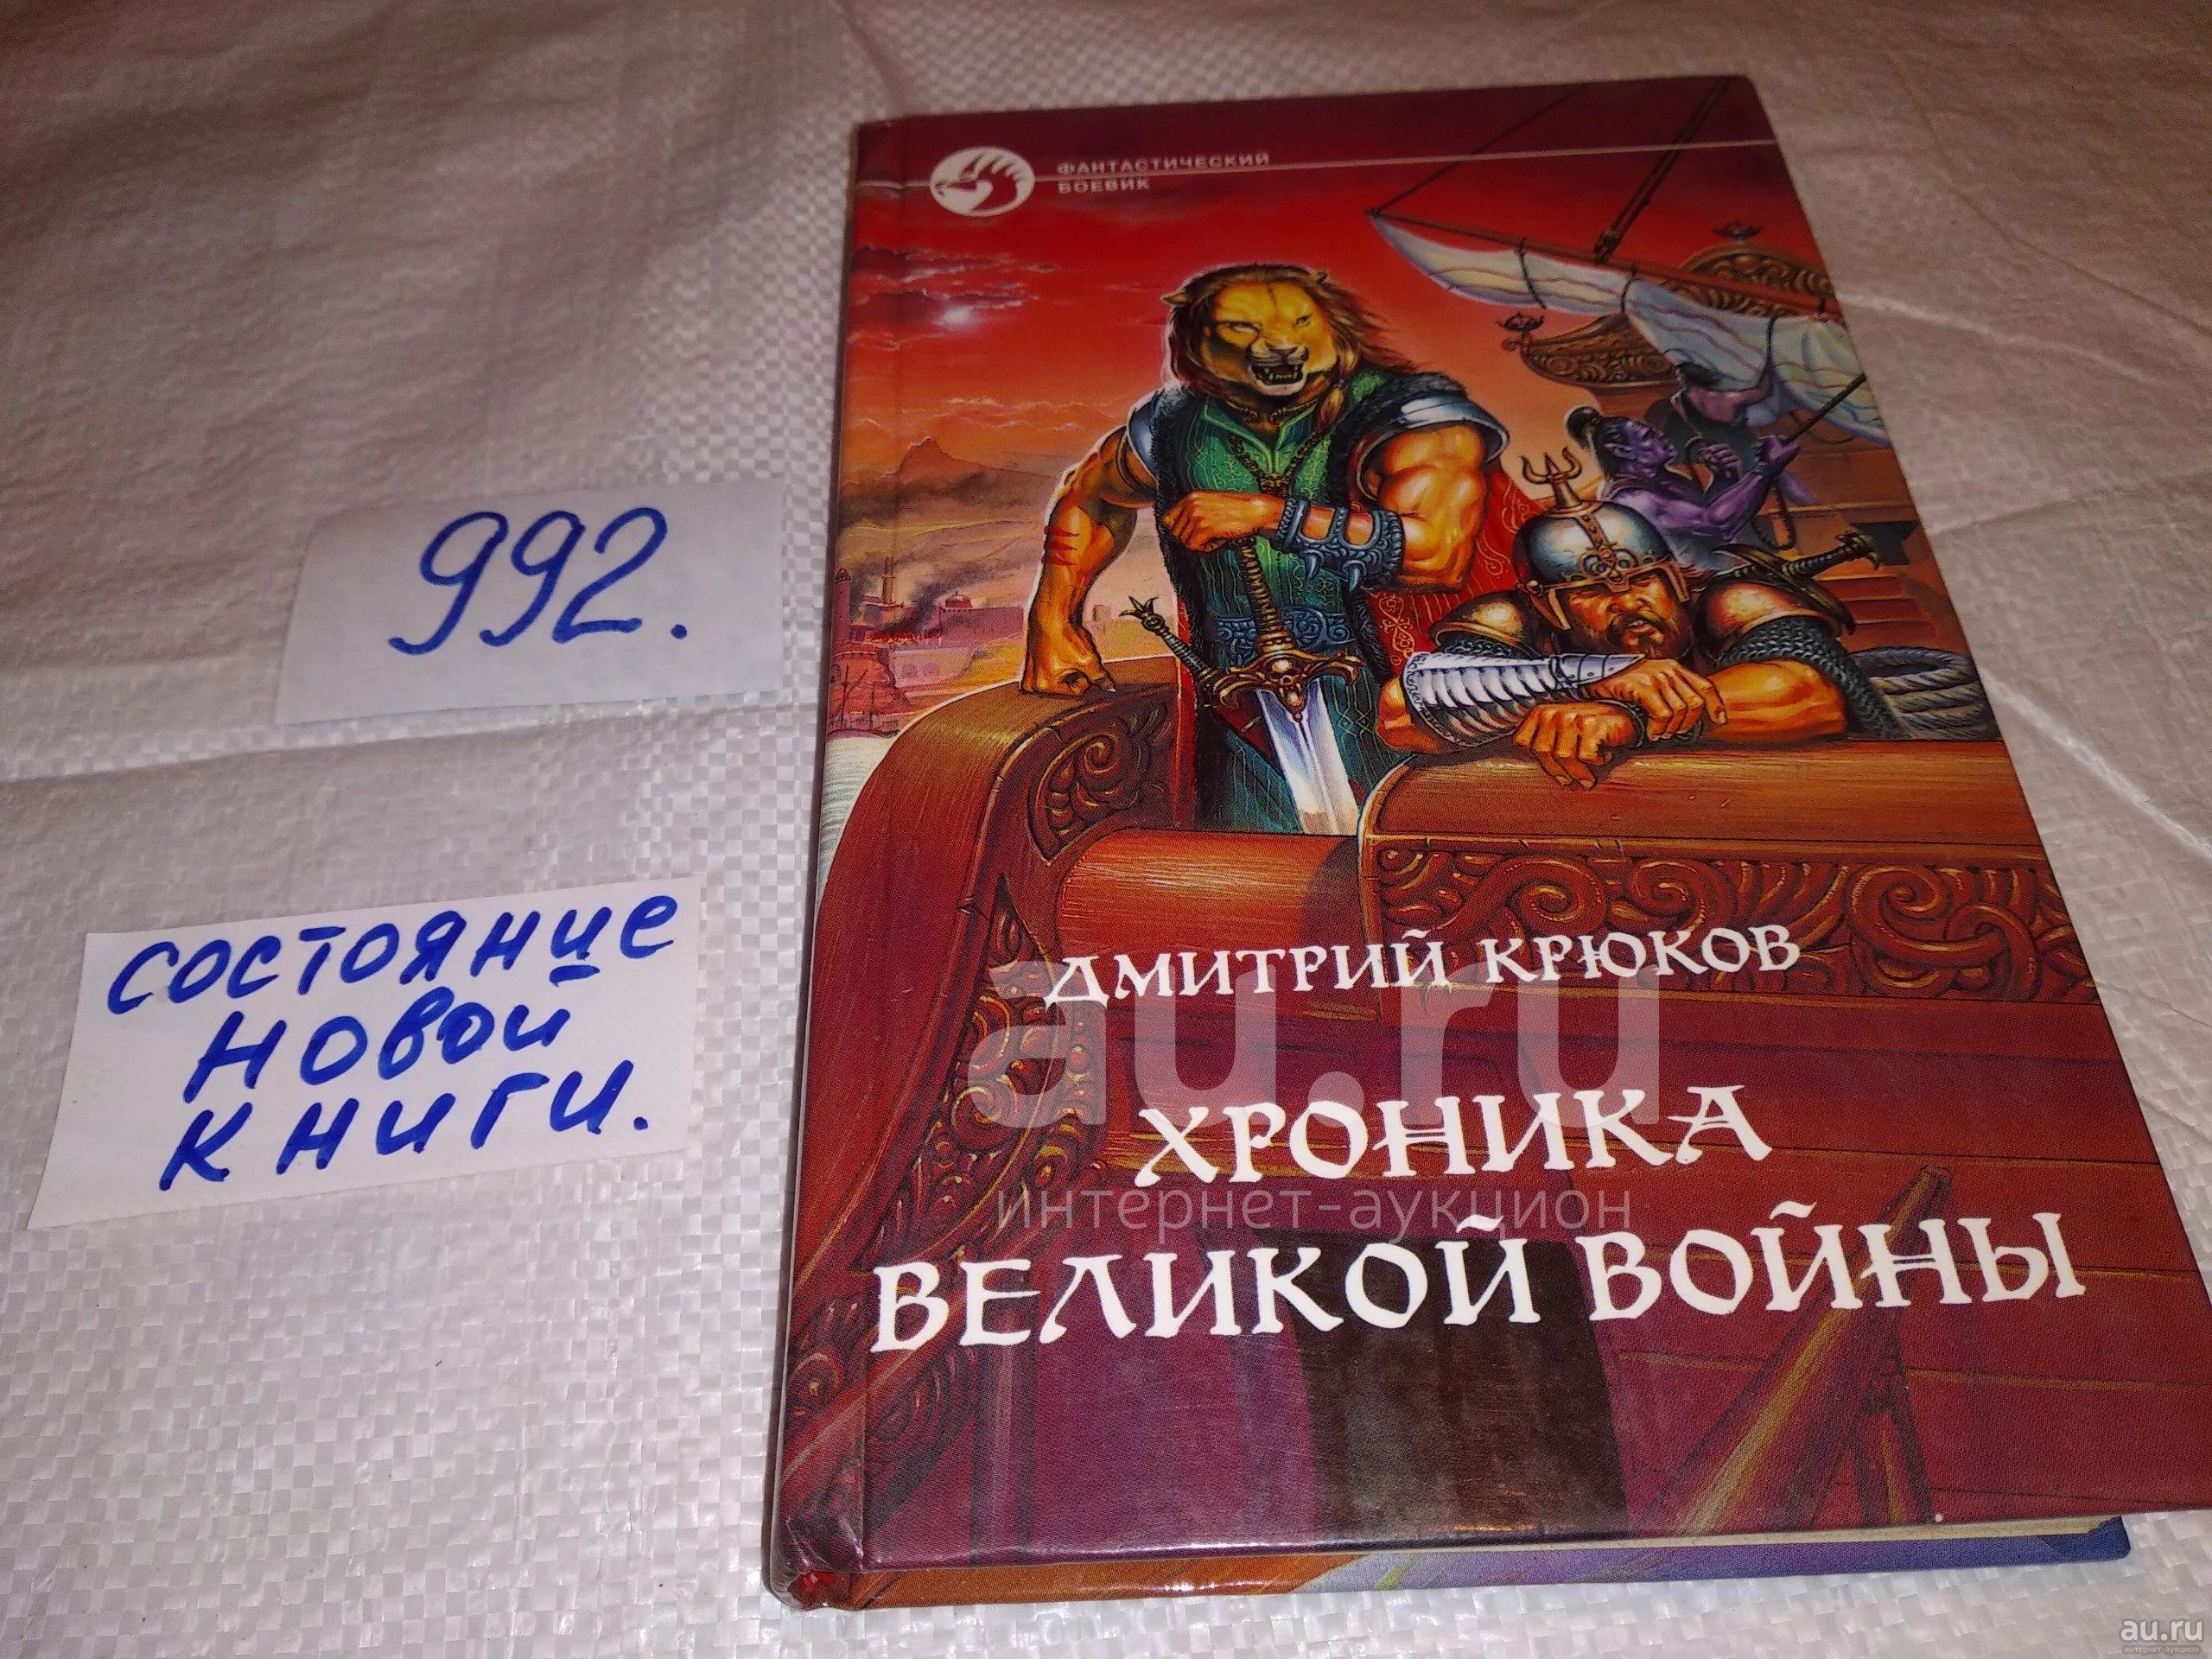 ФАНТАСТИЧЕСКИЙ
БОЕВИК
992.
состояние
новой
книги.
ДМИТРИЙ КРЮКОВ
au.ru
ХРОНИКА
интернет-аукцион
ВЕЛИКОЙ ВОЙНЫ
au.ru
интернет-аукцион